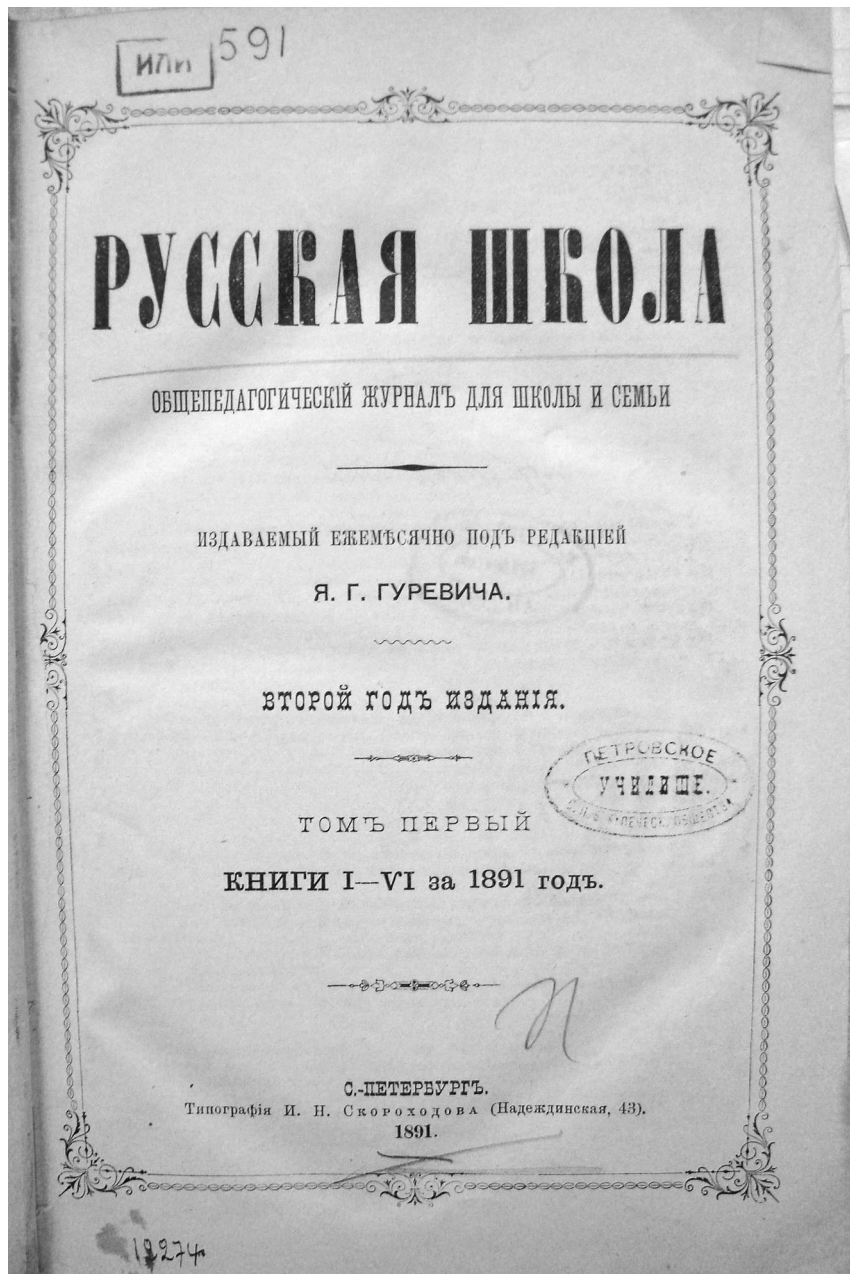 ИЛИ 591
РУССКАЯ ШКОЛА
ОБЩЕПЕДАГОГИЧЕСКІЙ ЖУРНАЛЪ ДЛЯ ШКОЛЫ И СЕМЬИ
ИЗДАВАЕМЫЙ ЕЖЕМѢСЯЧНО ПОДЪ РЕДАКЦІЕЙ
Я. Г. ГУРЕВИЧА.
ВТОРОЙ ГОДЪ ИЗДАНІЯ.
ПЕТРОВСКОЕ
УЧИЛИЩЕ.
ТОМЪ ПЕРВЫЙ
КНИГИ I—VI за 1891 годъ.
С.-ПЕТЕРБУРГЪ.
Типографія И. Н. Скороходова (Надеждинская, 43).
1891.
12274